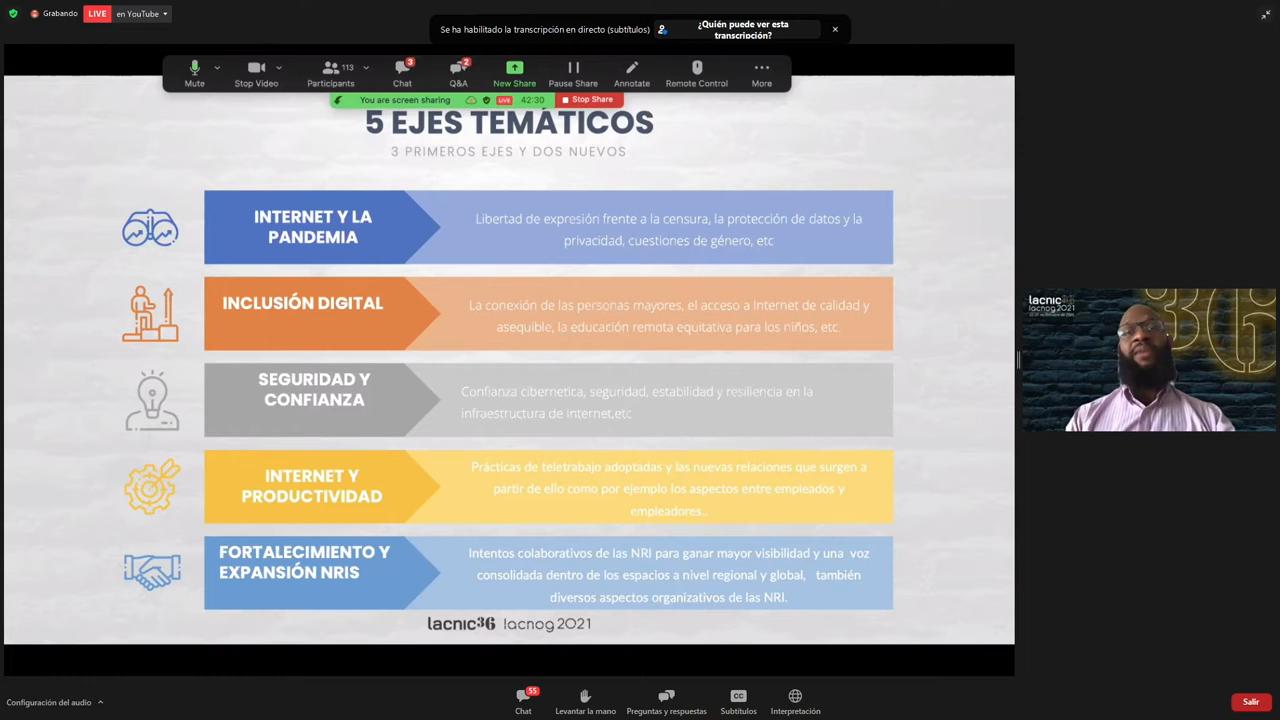 Grabando
LIVE
en YouTube
Se ha habilitado la transcripción en directo (subtítulos)
¿Quién puede ver esta
transcripción?
113
3
2
Mute
Stop Video
Participants
Chat
Q&A
New Share
Pause Share
Annotate
Remote Control
More
You are screen sharing
LIVE
42:30
Stop Share
5 EJES TEMÁTICOS
3 PRIMEROS EJES Y DOS NUEVOS
INTERNET Y LA
PANDEMIA
Libertad de expresión frente a la censura, la protección de datos y la
privacidad, cuestiones de género, etc
INCLUSIÓN DIGITAL
La conexión de las personas mayores, el acceso a Internet de calidad y
asequible, la educación remota equitativa para los niños, etc.
SEGURIDAD Y
CONFIANZA
Confianza cibernetica, seguridad, estabilidad y resiliencia en la
infraestructura de internet,etc
INTERNET Y
PRODUCTIVIDAD
Prácticas de teletrabajo adoptadas y las nuevas relaciones que surgen a
partir de ello como por ejemplo los aspectos entre empleados y
empleadores..
FORTALECIMIENTO Y
EXPANSIÓN NRIS
Intentos colaborativos de las NRI para ganar mayor visibilidad y una voz
consolidada dentro de los espacios a nivel regional y global, también
diversos aspectos organizativos de las NRI.
lacnic36 lacnog2021
lacnic36
lacnog2021
36
Configuración del audio
55
Chat
Levantar la mano
Preguntas y respuestas
CC
Subtítulos
Interpretación
Salir